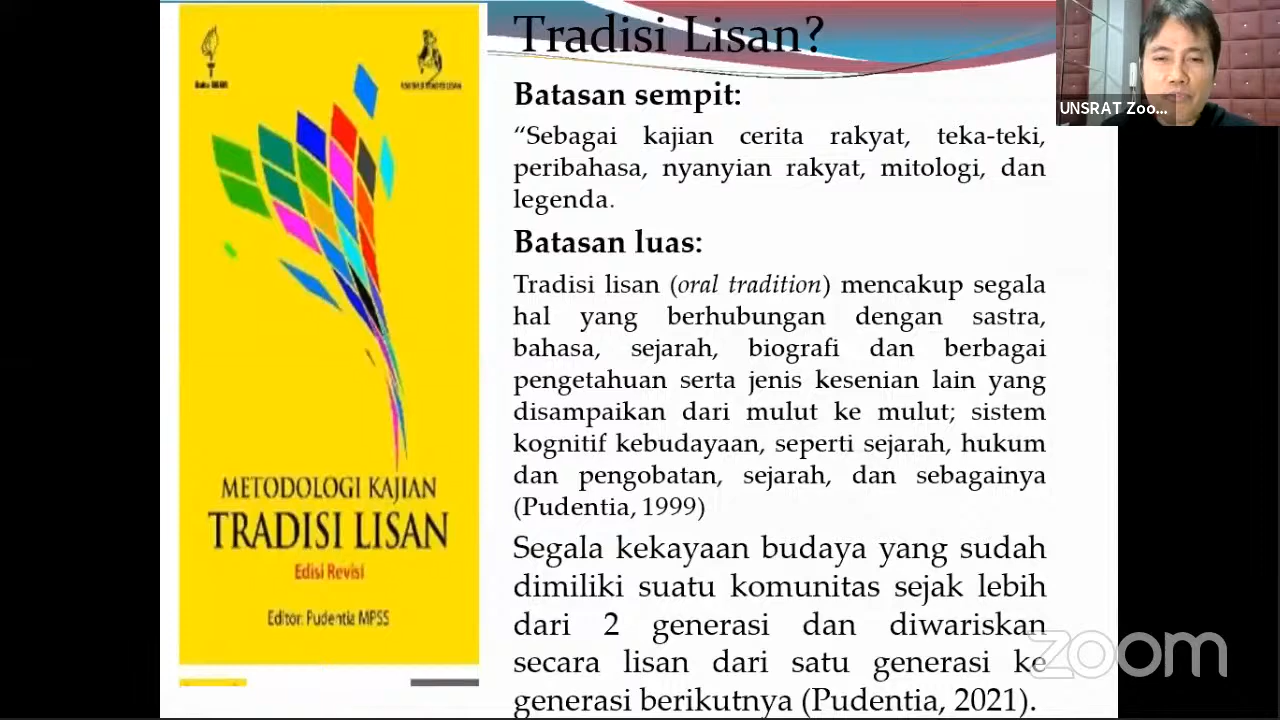 Tradisi Lisan?
Batasan sempit:
“Sebagai kajian cerita rakyat, teka-teki,
peribahasa, nyanyian rakyat, mitologi, dan
legenda.
Batasan luas:
Tradisi lisan (oral tradition) mencakup segala
hal yang berhubungan dengan sastra,
bahasa, sejarah, biografi dan berbagai
pengetahuan serta jenis kesenian lain yang
disampaikan dari mulut ke mulut; sistem
kognitif kebudayaan, seperti sejarah, hukum
dan pengobatan, sejarah, dan sebagainya
(Pudentia, 1999)
Segala kekayaan budaya yang sudah
dimiliki suatu komunitas sejak lebih
dari 2 generasi dan diwariskan
secara lisan dari satu generasi ke
generasi berikutnya (Pudentia, 2021).
METODOLOGI KAJIAN
TRADISI LISAN
Edisi Revisi
Editor: Pudentia MPSS
UNSRAT Zoo...
zoom